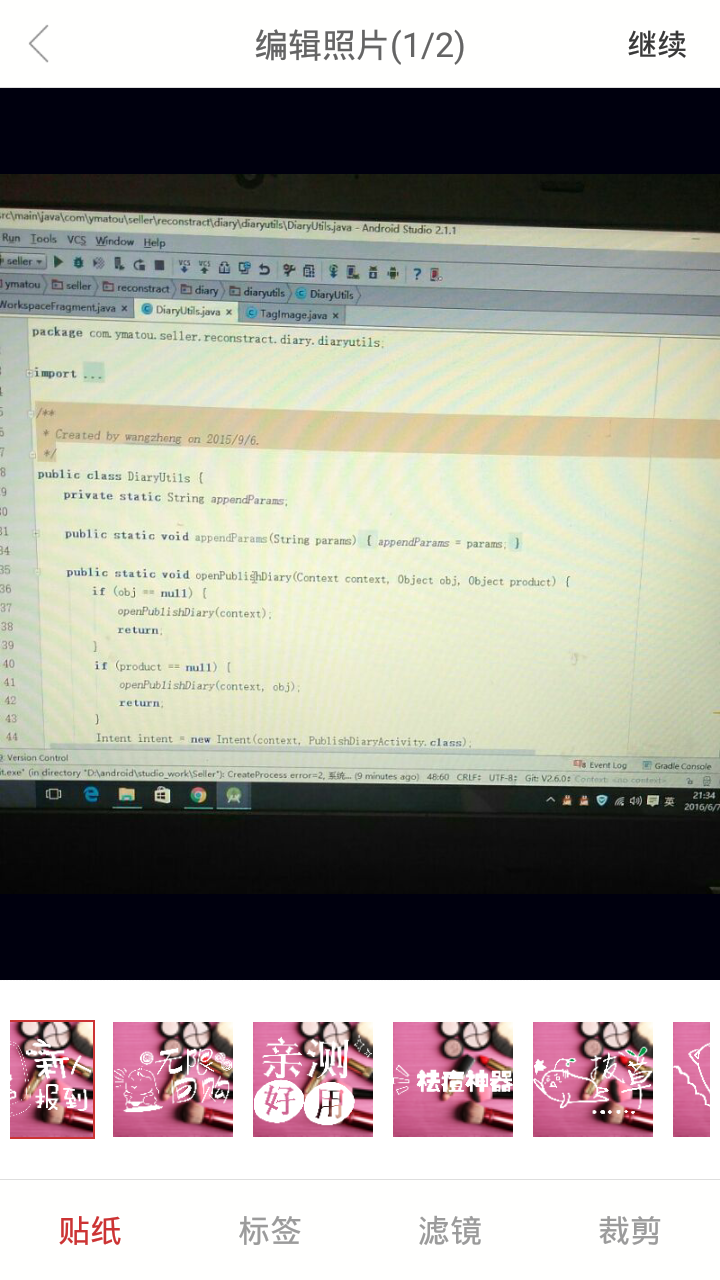 编辑照片(1/2)
继续
src\main\java\com\ymatou\seller\reconstract\diary\diaryutils\DiaryUtils.java - Android Studio 2.1.1
Run Tools VCS Window Help
seller
VCS VCS
ymatou seller reconstract diary diaryutils DiaryUtils
WorkspaceFragment.java × DiaryUtils.java × TagImage.java ×
package com.ymatou.seller.reconstract.diary.diaryutils;
import ...
/**
* Created by wangzheng on 2015/9/6.
*/
8 public class DiaryUtils {
9 private static String appendParams;
31 public static void appendParams(String params) { appendParams = params; }
34
35 public static void openPublishDiary(Context context, Object obj, Object product) {
36 if (obj == null) {
37 openPublishDiary(context);
38 return;
39 }
40 if (product == null) {
41 openPublishDiary(context, obj);
42 return;
43 }
44 Intent intent = new Intent(context, PublishDiaryActivity.class);
Version Control Event Log Gradle Console
it.exe" (in directory "D:\android\studio_work\Seller"): CreateProcess error=2, 系统... (9 minutes ago) 48:60 CRLF: UTF-8: Git: V2.6.0: Context: <no context>
英
21:34
2016/6/7
新人
报到
无限
回购
亲测
好用
祛痘神器
拔草
贴纸
标签
滤镜
裁剪